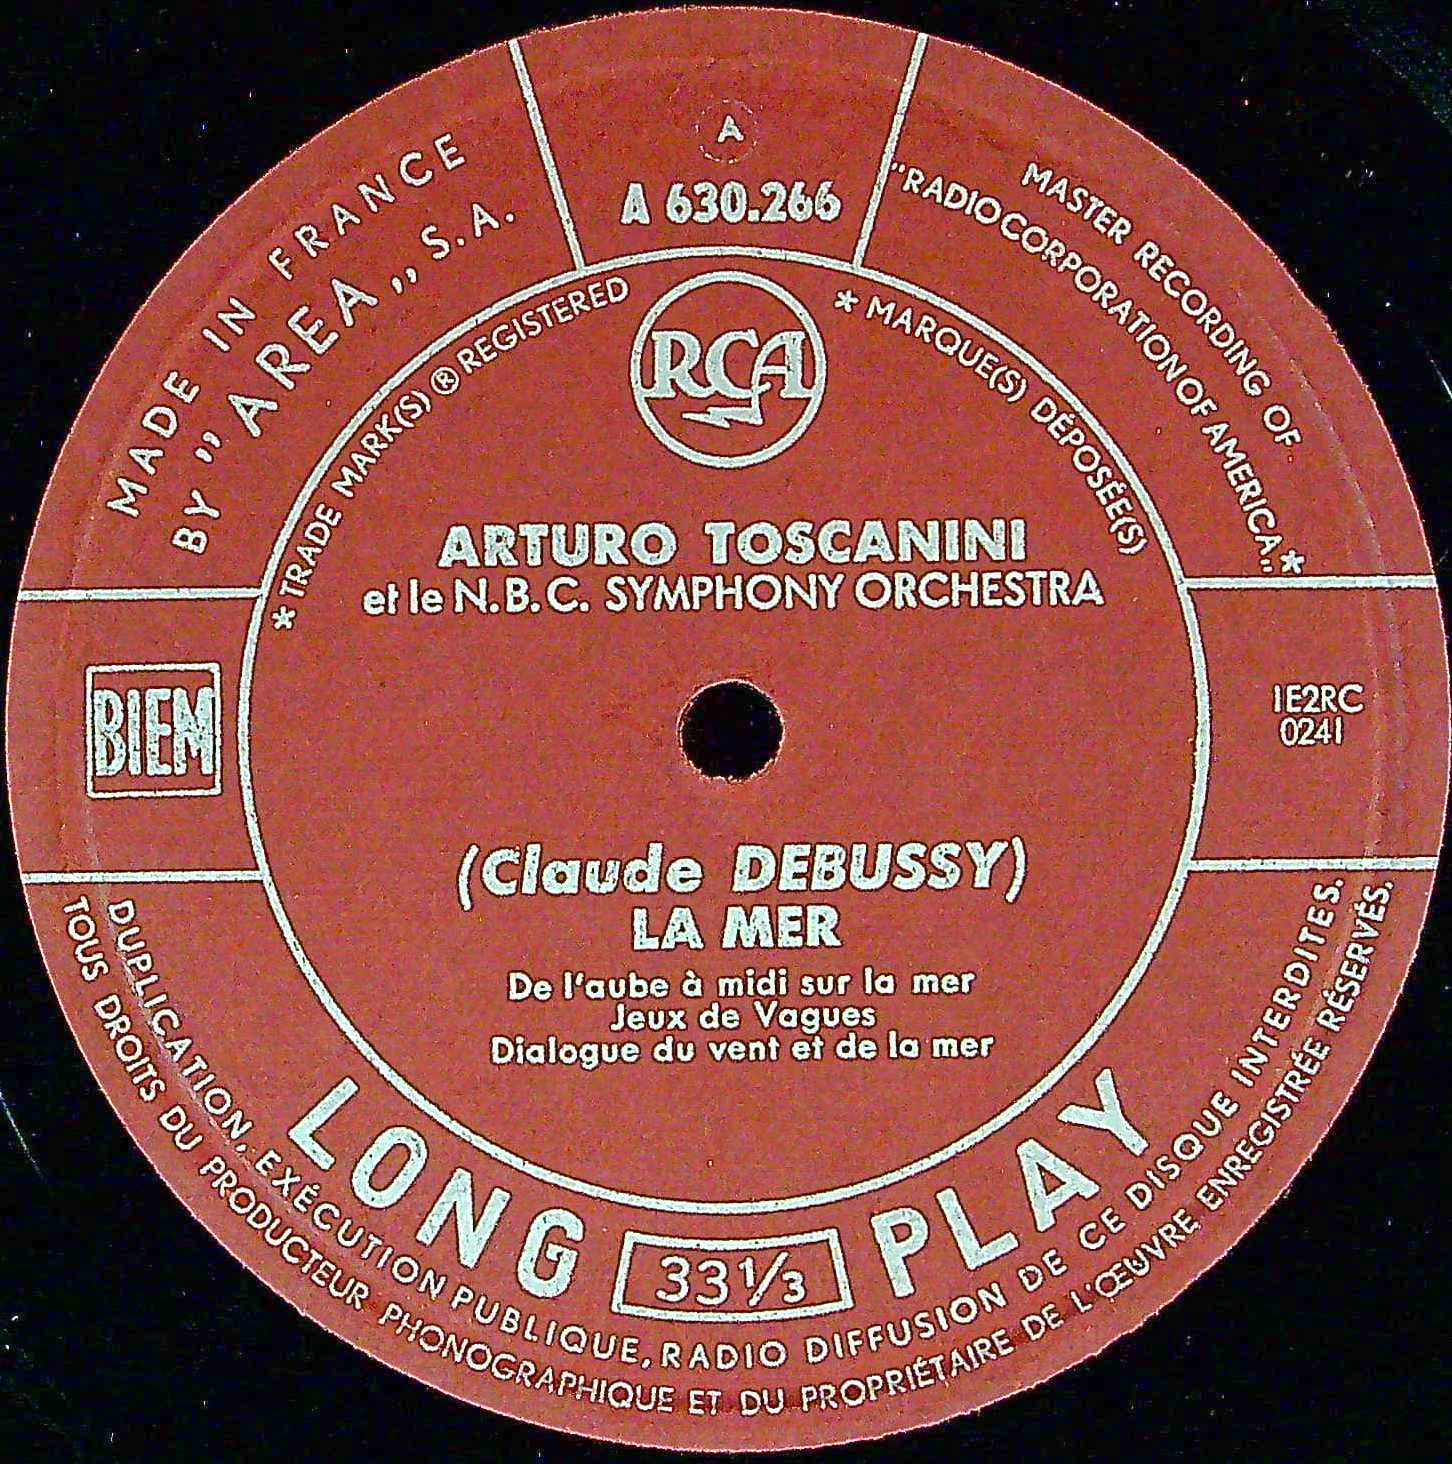 A
A 630.266
MADE IN FRANCE
BY " AREA „ S.A.
MASTER RECORDING OF
"RADIO CORPORATION OF AMERICA„ *
* TRADE MARK(S) ® REGISTERED
* MARQUE(S) DÉPOSÉE(S)
RCA
ARTURO TOSCANINI
et le N.B.C. SYMPHONY ORCHESTRA
BIEM
1E2RC
0241
(Claude DEBUSSY)
LA MER
De l'aube à midi sur la mer
Jeux de Vagues
Dialogue du vent et de la mer
LONG 33 1/3 PLAY
DUPLICATION, EXÉCUTION PUBLIQUE, RADIO DIFFUSION DE CE DISQUE INTERDITES.
TOUS DROITS DU PRODUCTEUR PHONOGRAPHIQUE ET DU PROPRIÉTAIRE DE L'ŒUVRE ENREGISTRÉE RÉSERVÉS.